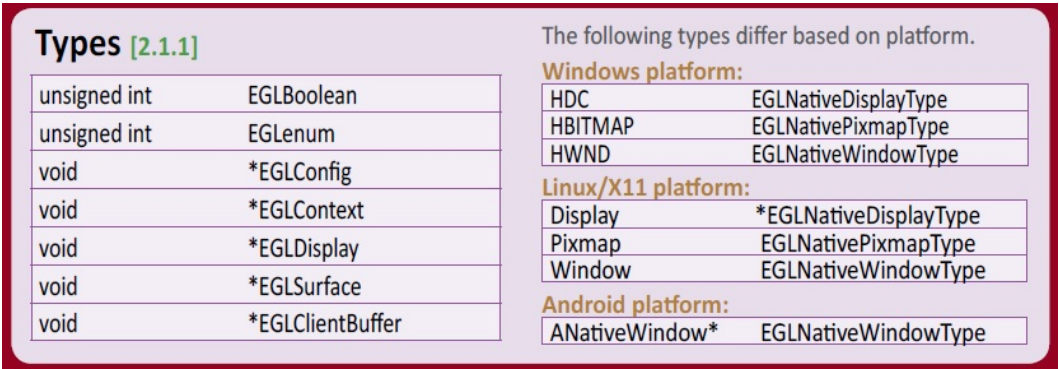 Types [2.1.1]
unsigned int EGLBoolean
unsigned int EGLenum
void *EGLConfig
void *EGLContext
void *EGLDisplay
void *EGLSurface
void *EGLClientBuffer
The following types differ based on platform.
Windows platform:
HDC EGLNativeDisplayType
HBITMAP EGLNativePixmapType
HWND EGLNativeWindowType
Linux/X11 platform:
Display *EGLNativeDisplayType
Pixmap EGLNativePixmapType
Window EGLNativeWindowType
Android platform:
ANativeWindow* EGLNativeWindowType